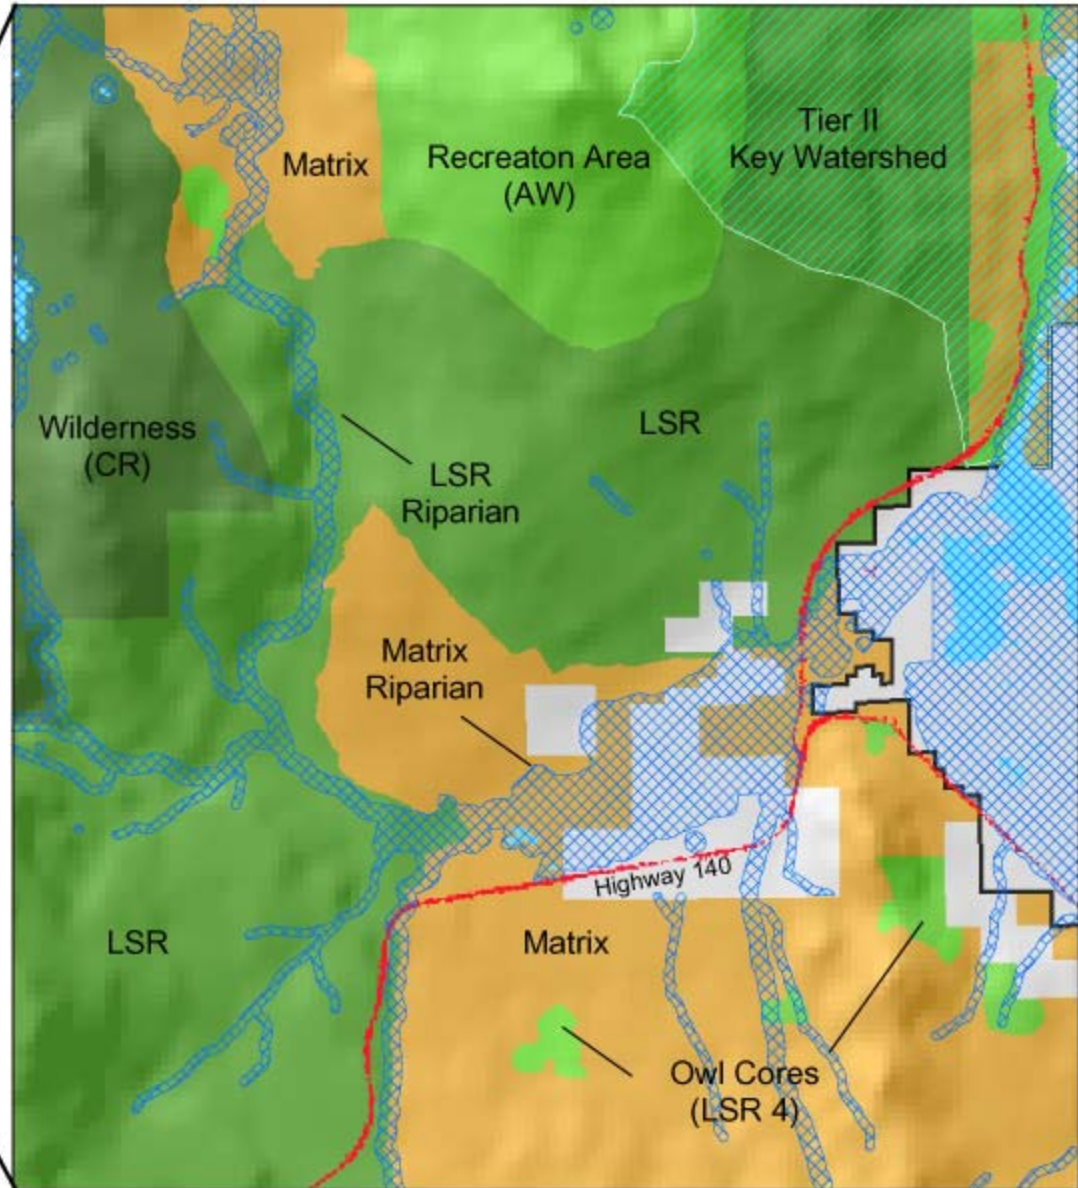 Tier II
Key Watershed
Matrix
Recreaton Area
(AW)
Wilderness
(CR)
LSR
LSR
Riparian
Matrix
Riparian
Highway 140
LSR
Matrix
Owl Cores
(LSR 4)